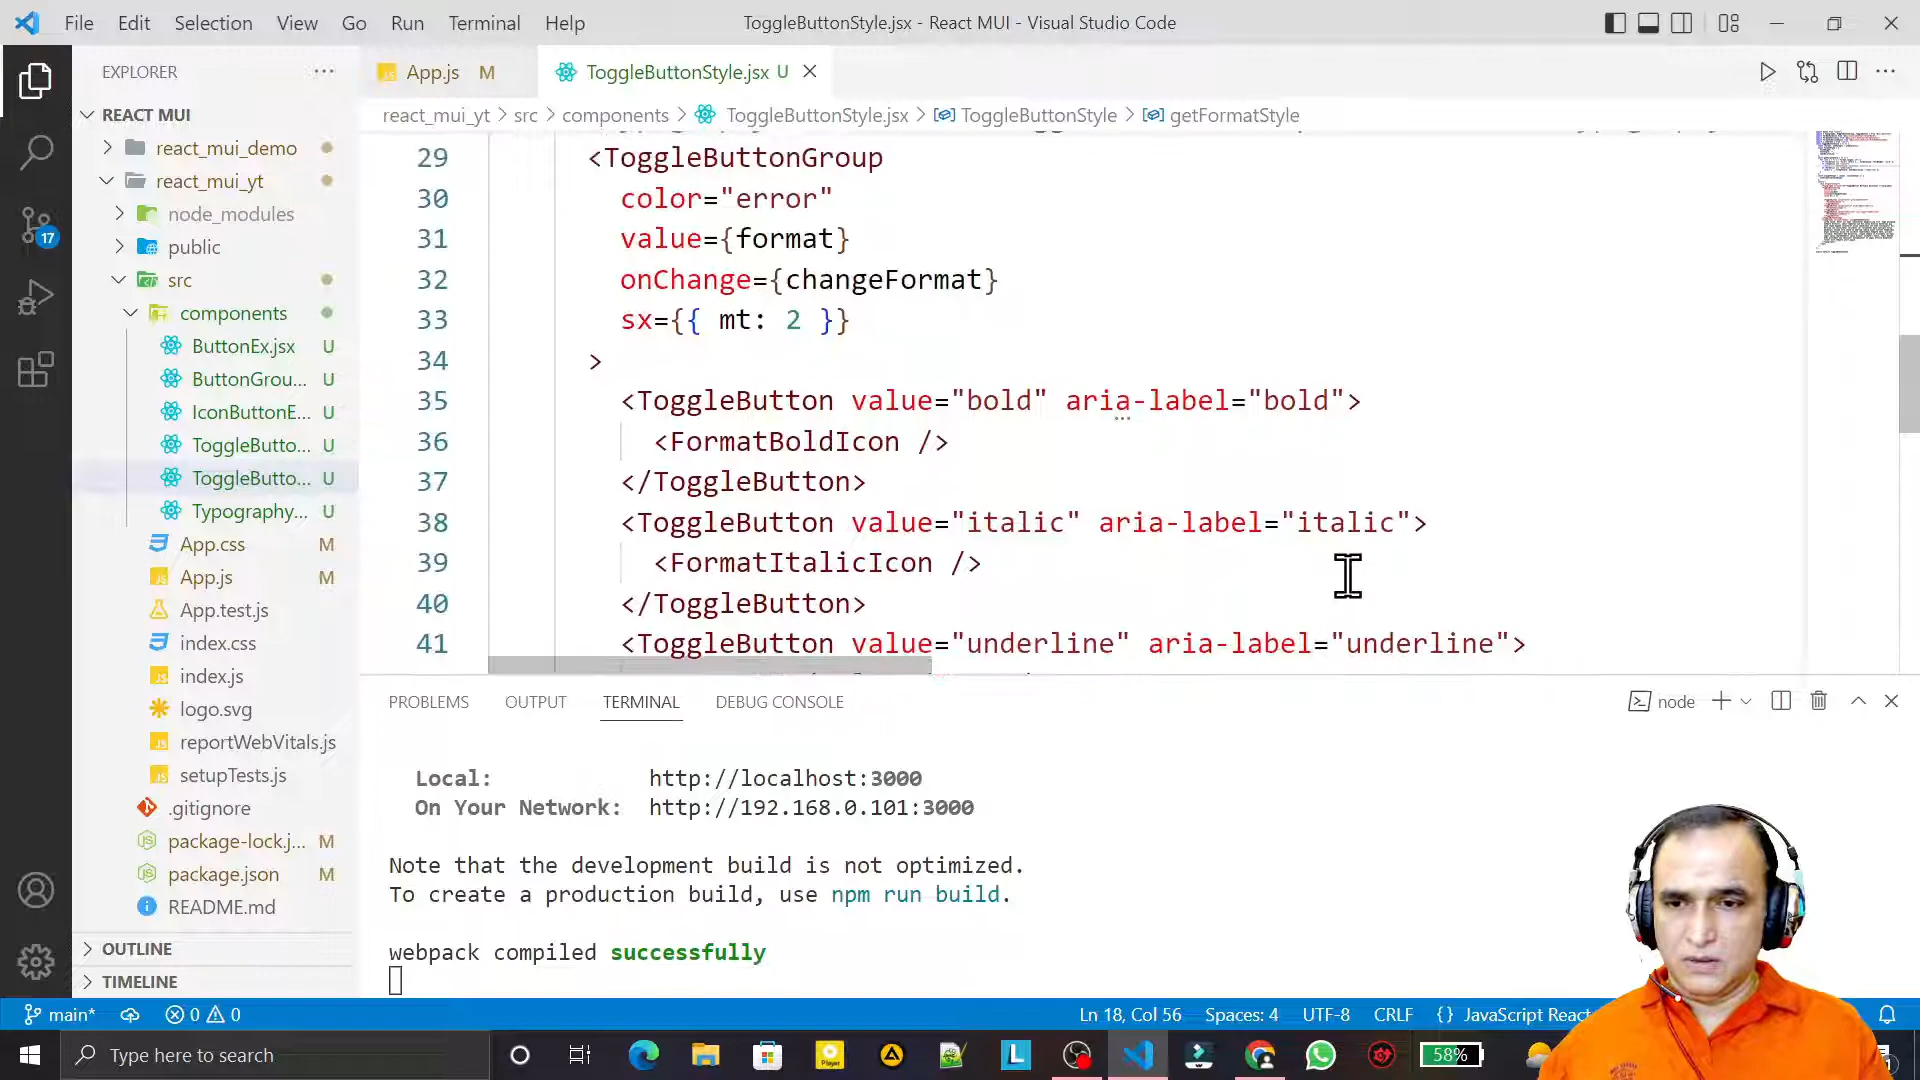 File Edit Selection View Go Run Terminal Help
ToggleButtonStyle.jsx - React MUI - Visual Studio Code
EXPLORER
REACT MUI
react_mui_demo
react_mui_yt
node_modules
public
src
components
ButtonEx.jsx U
ButtonGrou... U
IconButtonE... U
ToggleButto... U
ToggleButto... U
Typography... U
App.css M
App.js M
App.test.js
index.css
index.js
logo.svg
reportWebVitals.js
setupTests.js
.gitignore
package-lock.j... M
package.json M
README.md
OUTLINE
TIMELINE
17
App.js M
ToggleButtonStyle.jsx U
react_mui_yt > src > components > ToggleButtonStyle.jsx > ToggleButtonStyle > getFormatStyle
29 <ToggleButtonGroup
30 color="error"
31 value={format}
32 onChange={changeFormat}
33 sx={{ mt: 2 }}
34 >
35 <ToggleButton value="bold" aria-label="bold">
36 <FormatBoldIcon />
37 </ToggleButton>
38 <ToggleButton value="italic" aria-label="italic">
39 <FormatItalicIcon />
40 </ToggleButton>
41 <ToggleButton value="underline" aria-label="underline">
PROBLEMS OUTPUT TERMINAL DEBUG CONSOLE
node
Local: http://localhost:3000
On Your Network: http://192.168.0.101:3000
Note that the development build is not optimized.
To create a production build, use npm run build.
webpack compiled successfully
main* 0 0
Ln 18, Col 56 Spaces: 4 UTF-8 CRLF {} JavaScript React
Type here to search
58%